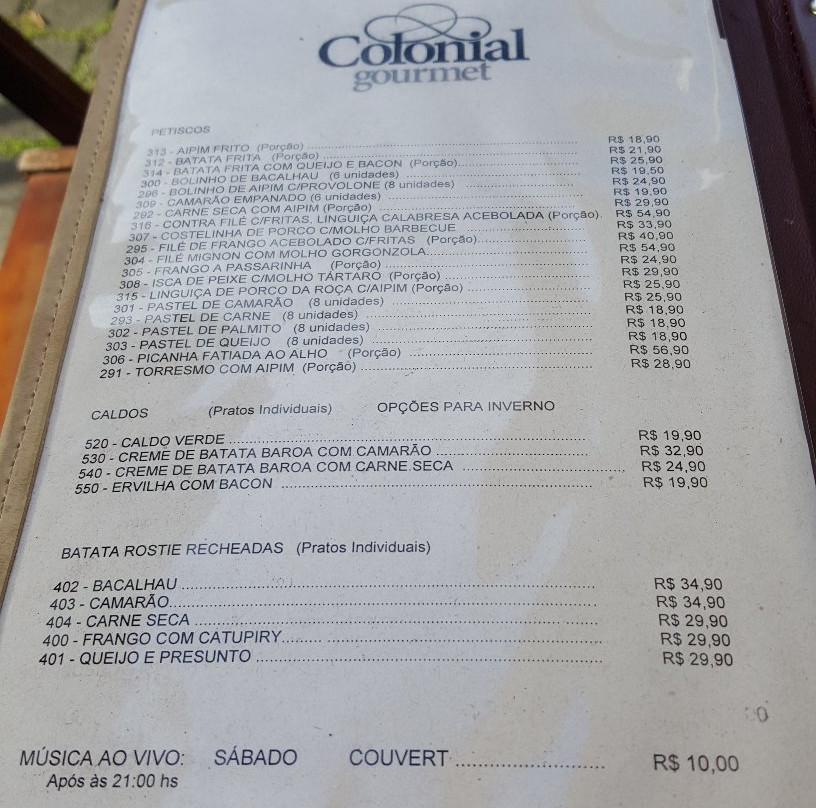 Colonial
gourmet
PETISCOS
313 - AIPIM FRITO (Porção) ........ R$ 18,90
312 - BATATA FRITA (Porção) ........ R$ 21,90
314 - BATATA FRITA COM QUEIJO E BACON (Porção)........ R$ 25,90
300 - BOLINHO DE BACALHAU (6 unidades) ........ R$ 19,50
296 - BOLINHO DE AIPIM C/PROVOLONE (8 unidades) ........ R$ 24,90
309 - CAMARÃO EMPANADO (6 unidades) ........ R$ 19,90
292 - CARNE SECA COM AIPIM (Porção) ........ R$ 29,90
316 - CONTRA FILÉ C/FRITAS, LINGUIÇA CALABRESA ACEBOLADA (Porção). R$ 54,90
307 - COSTELINHA DE PORCO C/MOLHO BARBECUE ........ R$ 33,90
295 - FILÉ DE FRANGO ACEBOLADO C/FRITAS (Porção)........ R$ 40,90
304 - FILÉ MIGNON COM MOLHO GORGONZOLA........ R$ 54,90
305 - FRANGO A PASSARINHA (Porção) ........ R$ 24,90
308 - ISCA DE PEIXE C/MOLHO TÁRTARO (Porção) ........ R$ 29,90
315 - LINGUIÇA DE PORCO DA ROÇA C/AIPIM (Porção) ........ R$ 25,90
301 - PASTEL DE CAMARÃO (8 unidades) ........ R$ 25,90
293 - PASTEL DE CARNE (8 unidades) ........ R$ 18,90
302 - PASTEL DE PALMITO (8 unidades) ........ R$ 18,90
303 - PASTEL DE QUEIJO (8 unidades) ........ R$ 18,90
306 - PICANHA FATIADA AO ALHO (Porção) ........ R$ 56,90
291 - TORRESMO COM AIPIM (Porção) ........ R$ 28,90
CALDOS (Pratos Individuais) OPÇÕES PARA INVERNO
520 - CALDO VERDE ........ R$ 19,90
530 - CREME DE BATATA BAROA COM CAMARÃO ........ R$ 32,90
540 - CREME DE BATATA BAROA COM CARNE SECA ........ R$ 24,90
550 - ERVILHA COM BACON ........ R$ 19,90
BATATA ROSTIE RECHEADAS (Pratos Individuais)
402 - BACALHAU ........ R$ 34,90
403 - CAMARÃO........ R$ 34,90
404 - CARNE SECA ........ R$ 29,90
400 - FRANGO COM CATUPIRY........ R$ 29,90
401 - QUEIJO E PRESUNTO ........ R$ 29,90
MÚSICA AO VIVO: SÁBADO COUVERT ........ R$ 10,00
Após às 21:00 hs